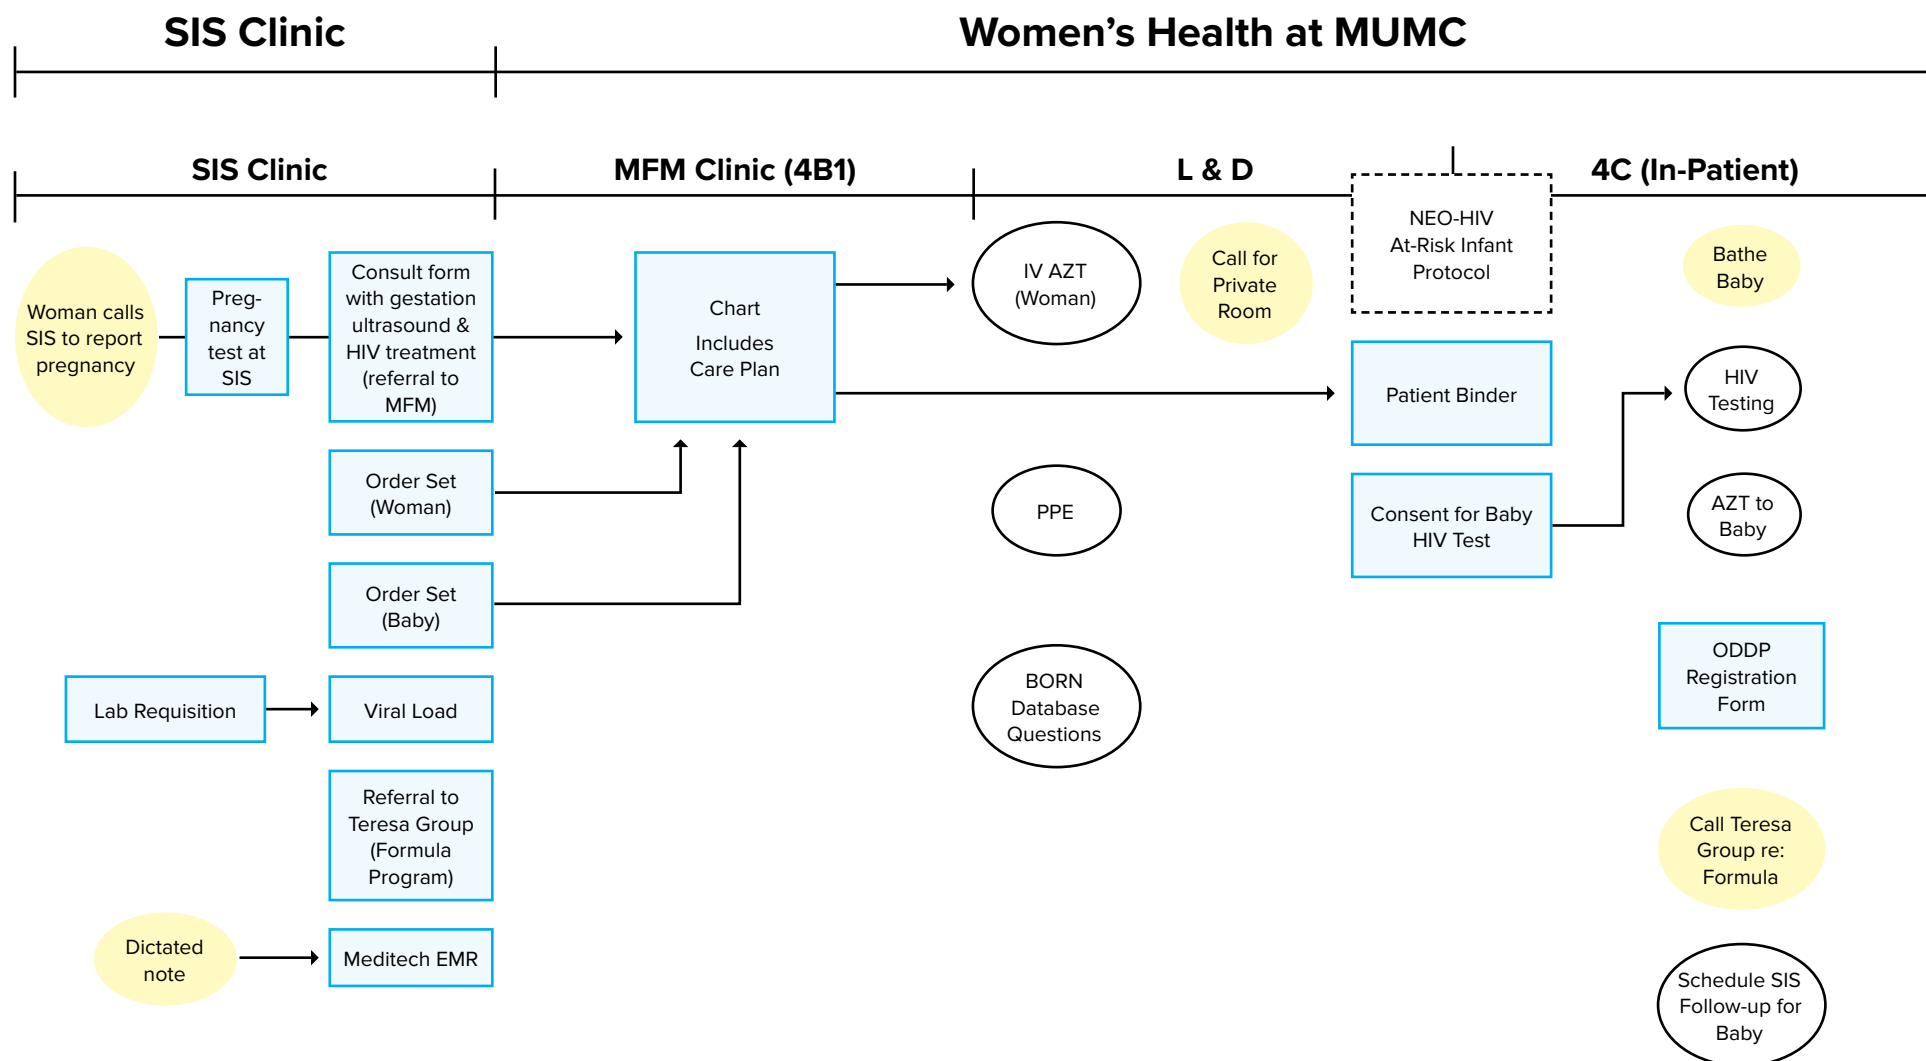 SIS Clinic
Women's Health at MUMC
SIS Clinic
MFM Clinic (4B1)
L & D
4C (In-Patient)
Woman calls
SIS to report
pregnancy
Preg-
nancy
test at
SIS
Consult form
with gestation
ultrasound &
HIV treatment
(referral to
MFM)
Order Set
(Woman)
Order Set
(Baby)
Lab Requisition
Viral Load
Referral to
Teresa Group
(Formula
Program)
Dictated
note
Meditech EMR
Chart
Includes
Care Plan
IV AZT
(Woman)
PPE
BORN
Database
Questions
Call for
Private
Room
NEO-HIV
At-Risk Infant
Protocol
Patient Binder
Consent for Baby
HIV Test
Bathe
Baby
HIV
Testing
AZT to
Baby
ODDP
Registration
Form
Call Teresa
Group re:
Formula
Schedule SIS
Follow-up for
Baby